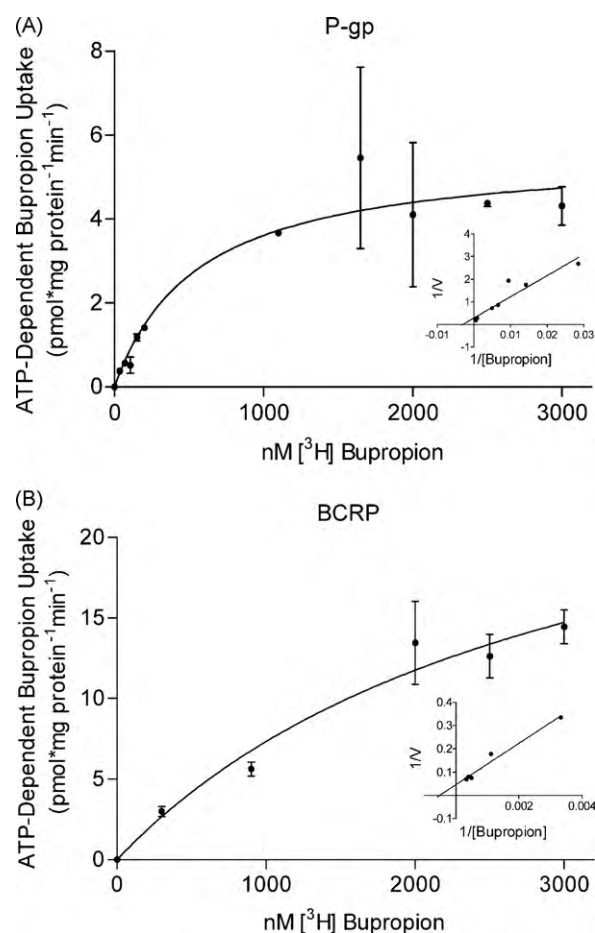 (A)
P-gp
ATP-Dependent Bupropion Uptake
(pmol*mg protein⁻¹min⁻¹)
8
6
4
2
0
0
1000
2000
3000
nM [³H] Bupropion
1/V
4
3
2
1
-1
-0.01
0.01
0.02
0.03
1/[Bupropion]
(B)
BCRP
ATP-Dependent Bupropion Uptake
(pmol*mg protein⁻¹min⁻¹)
20
15
10
5
0
0
1000
2000
3000
nM [³H] Bupropion
1/V
0.4
0.3
0.2
0.1
-0.1
0.002
0.004
1/[Bupropion]